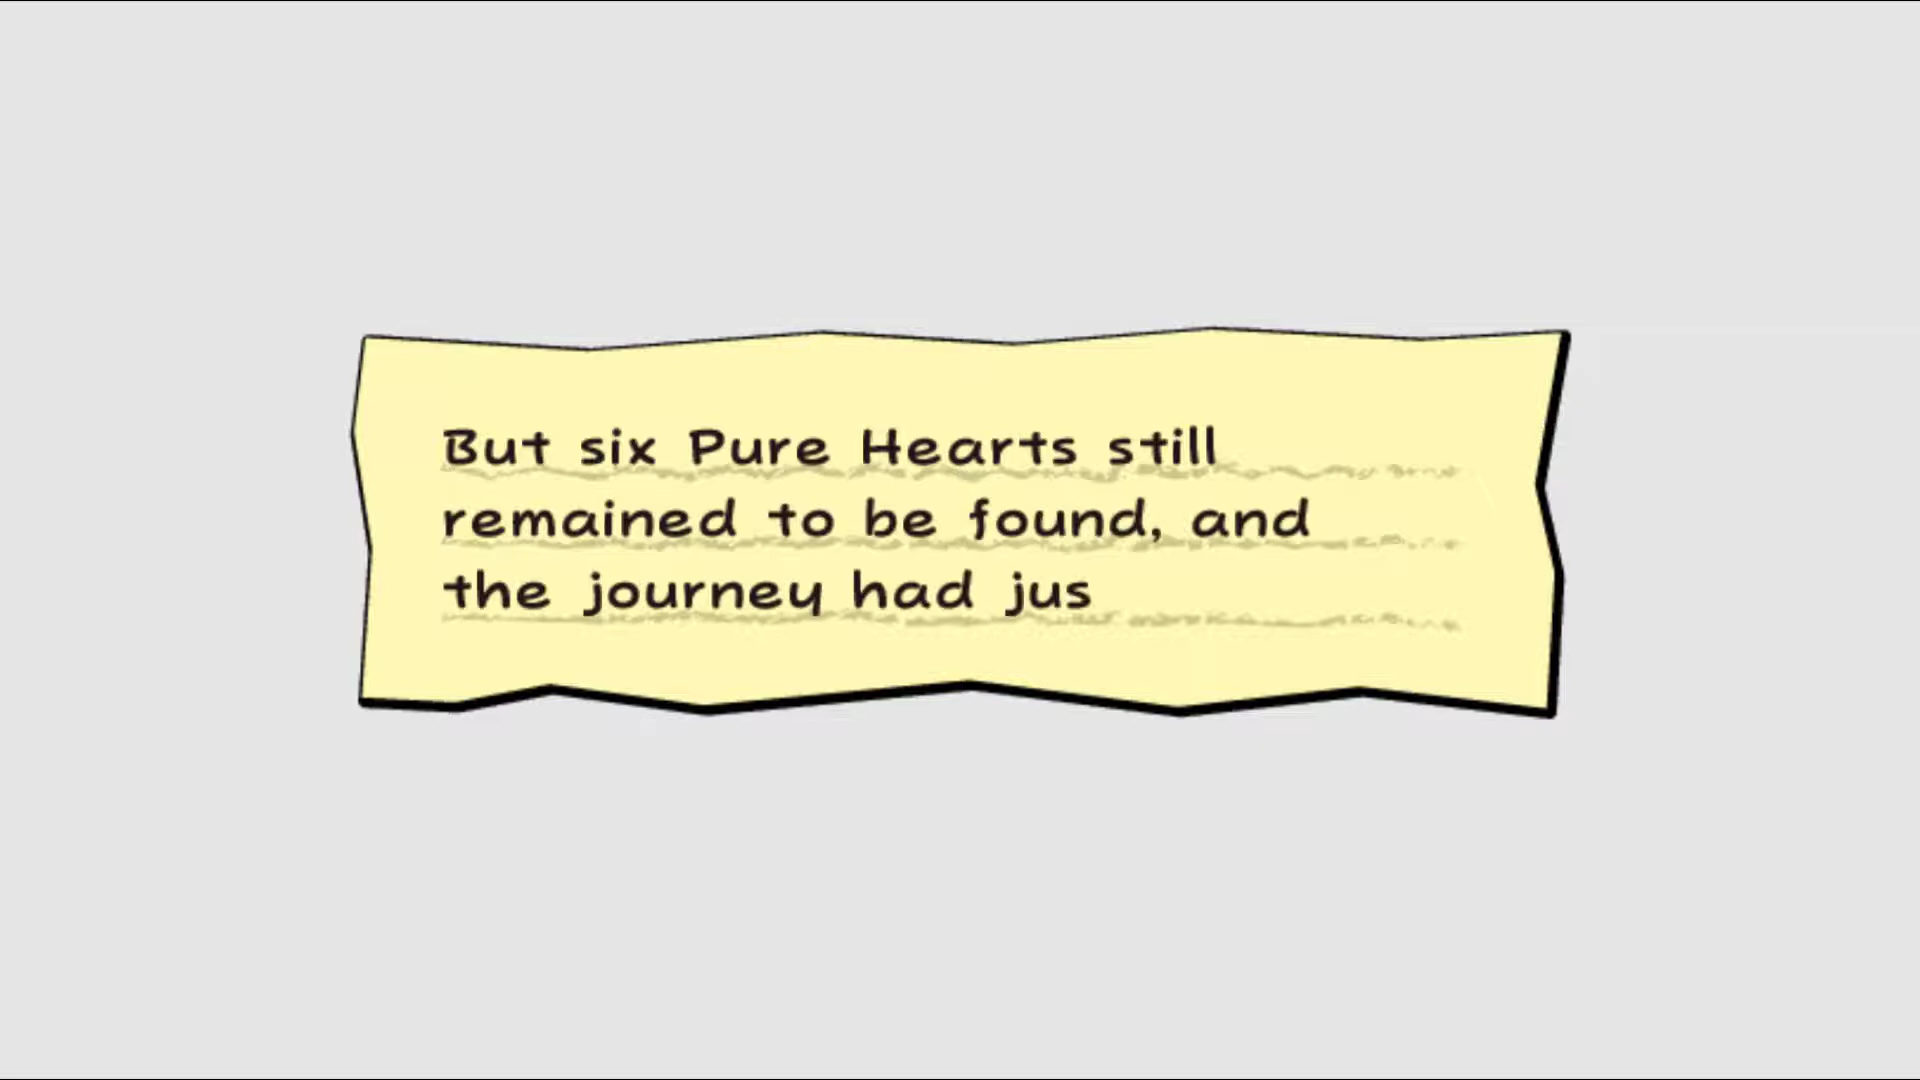 But six Pure Hearts still
remained to be found, and
the journey had jus